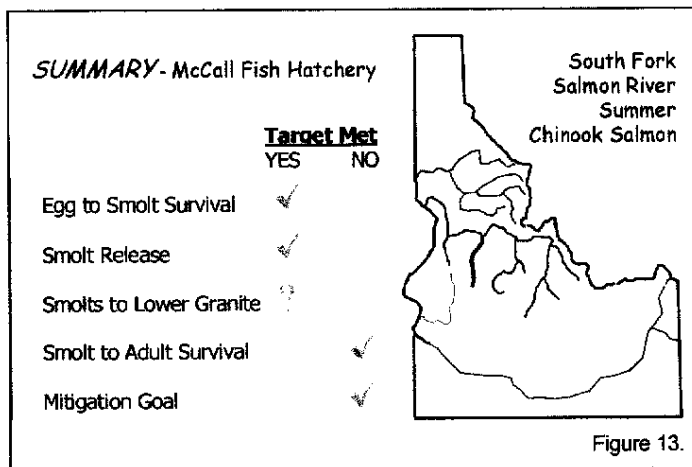 SUMMARY - McCall Fish Hatchery
South Fork
Salmon River
Summer
Chinook Salmon
Target Met
YES NO
Egg to Smolt Survival ✓
Smolt Release ✓
Smolts to Lower Granite ?
Smolt to Adult Survival ✓
Mitigation Goal ✓
Figure 13.